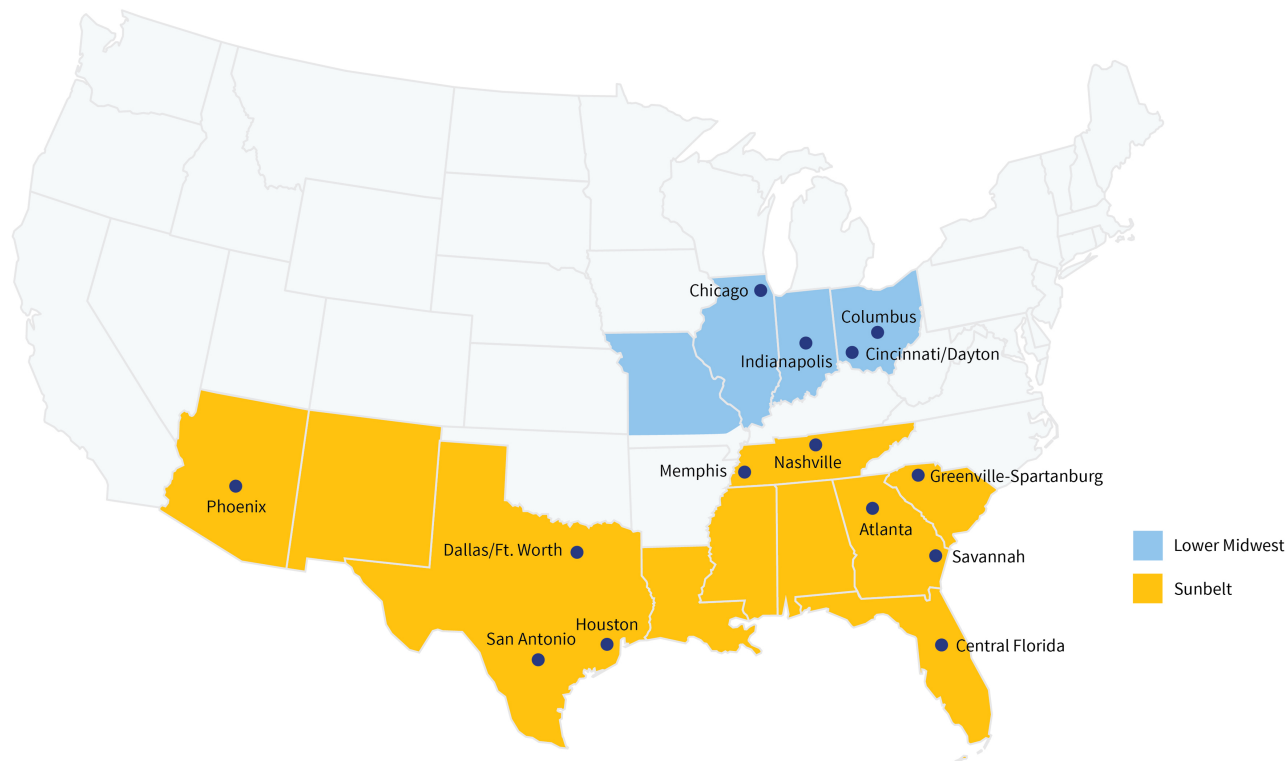 Chicago
Columbus
Indianapolis
Cincinnati/Dayton
Nashville
Memphis
Greenville-Spartanburg
Phoenix
Atlanta
Dallas/Ft. Worth
Savannah
Houston
San Antonio
Central Florida
Lower Midwest
Sunbelt